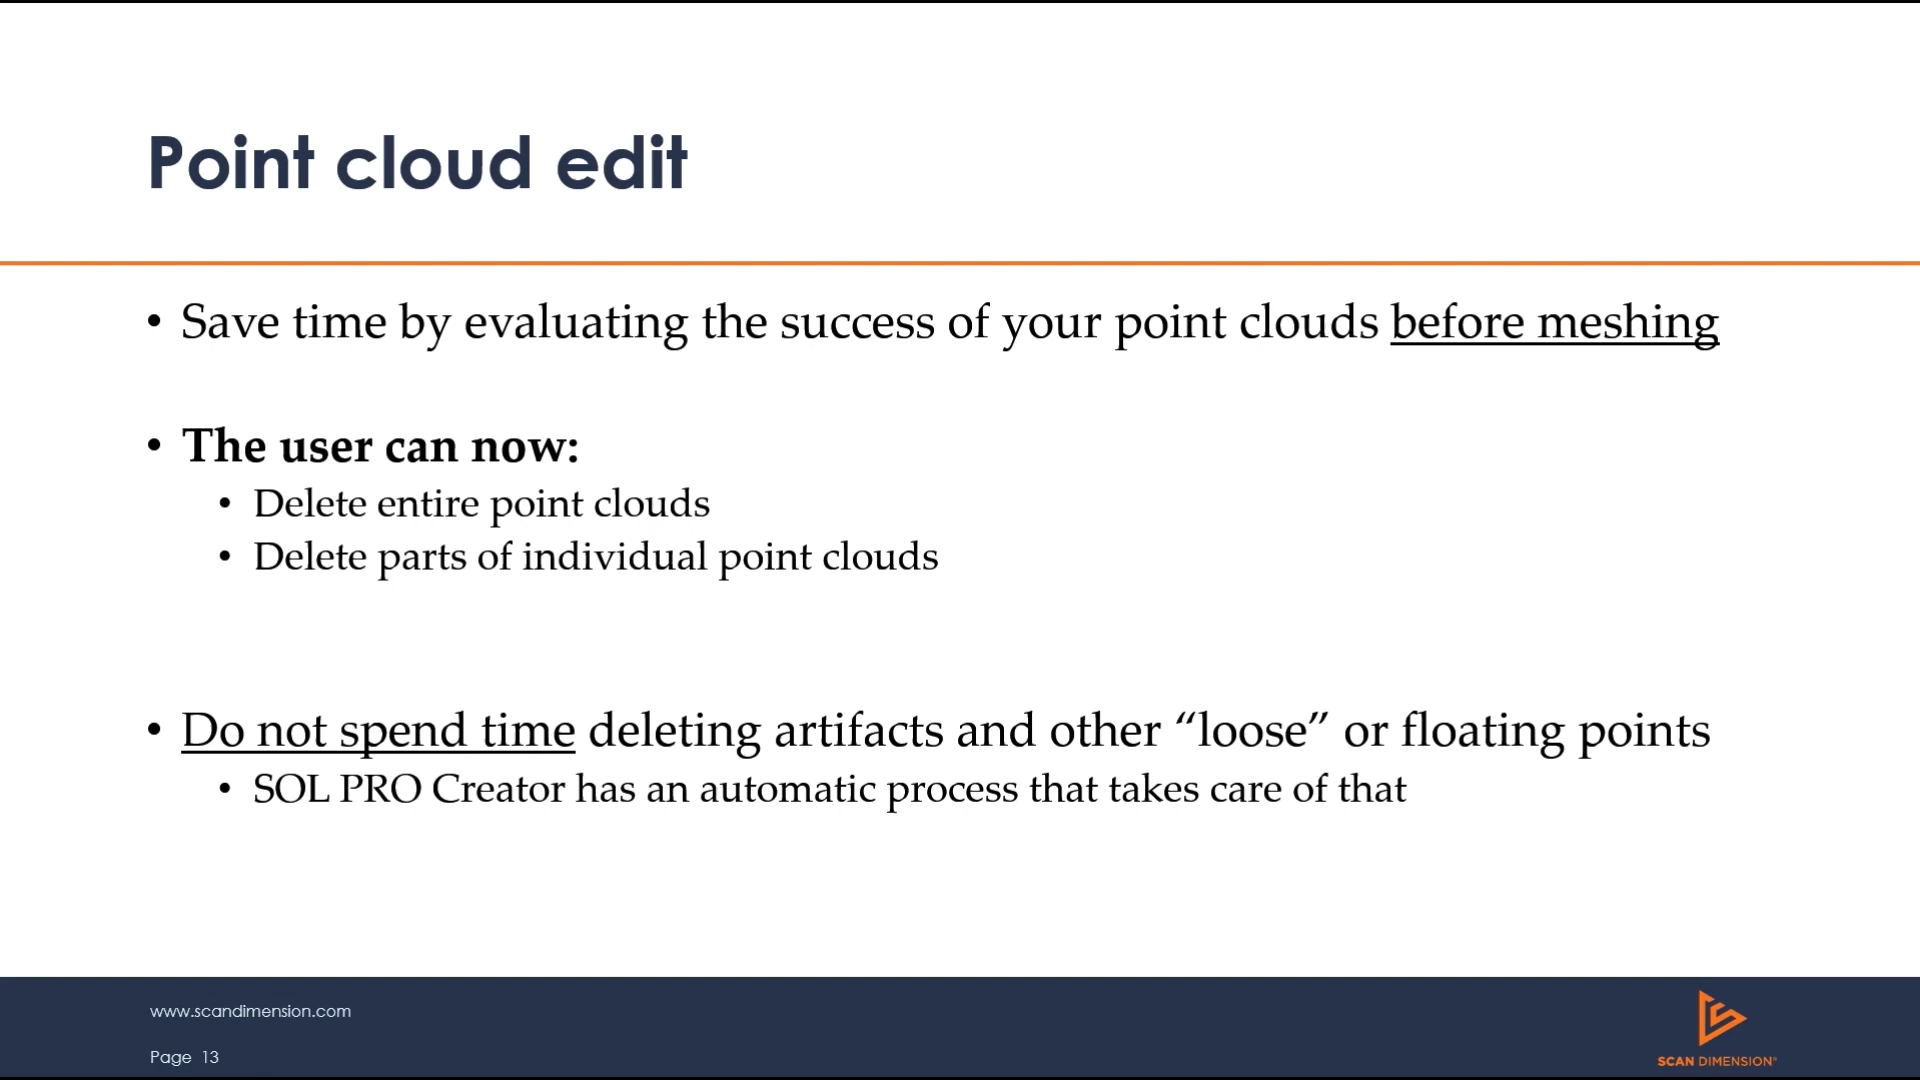 Point cloud edit
• Save time by evaluating the success of your point clouds before meshing
• The user can now:
• Delete entire point clouds
• Delete parts of individual point clouds
• Do not spend time deleting artifacts and other “loose” or floating points
• SOL PRO Creator has an automatic process that takes care of that
www.scandimension.com
Page 13
SCAN DIMENSION®